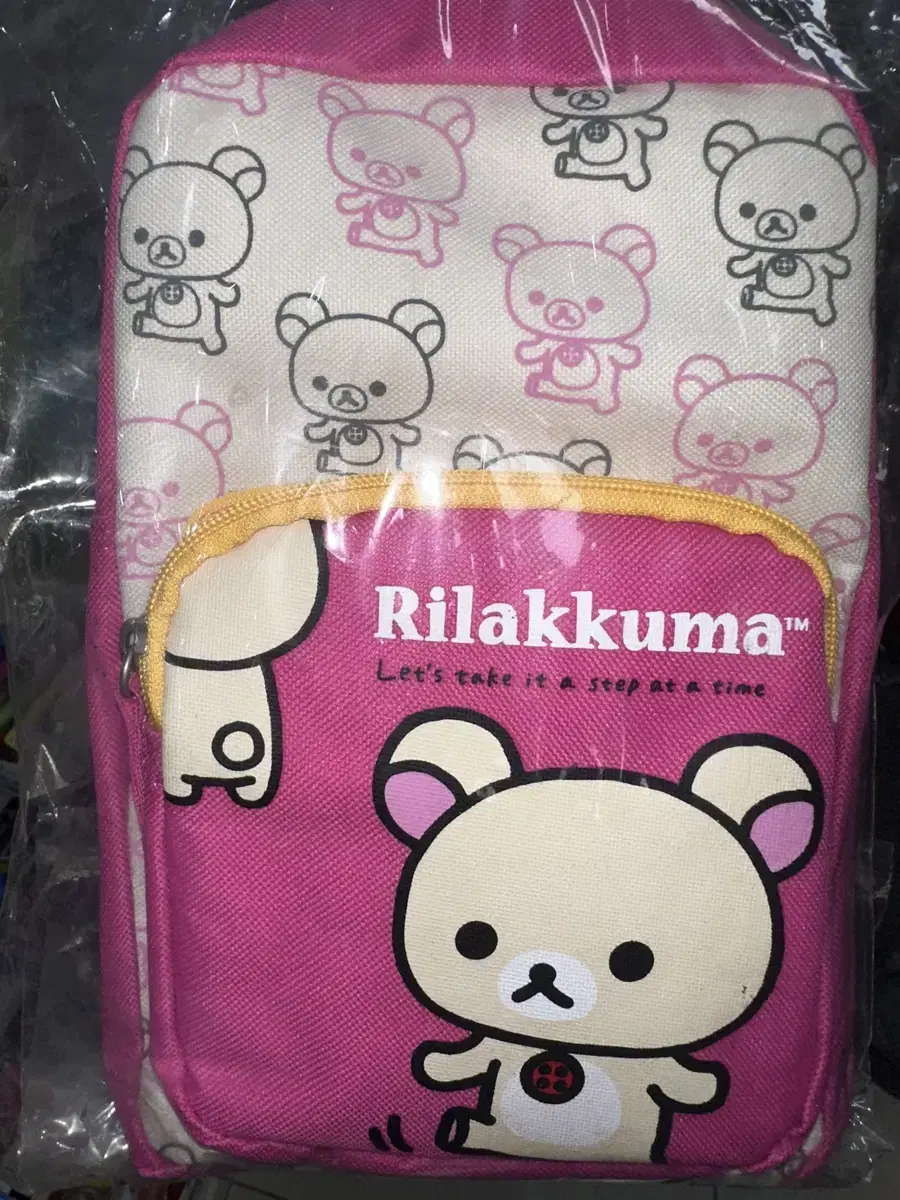 Rilakkuma™
Let's take it a step at a time